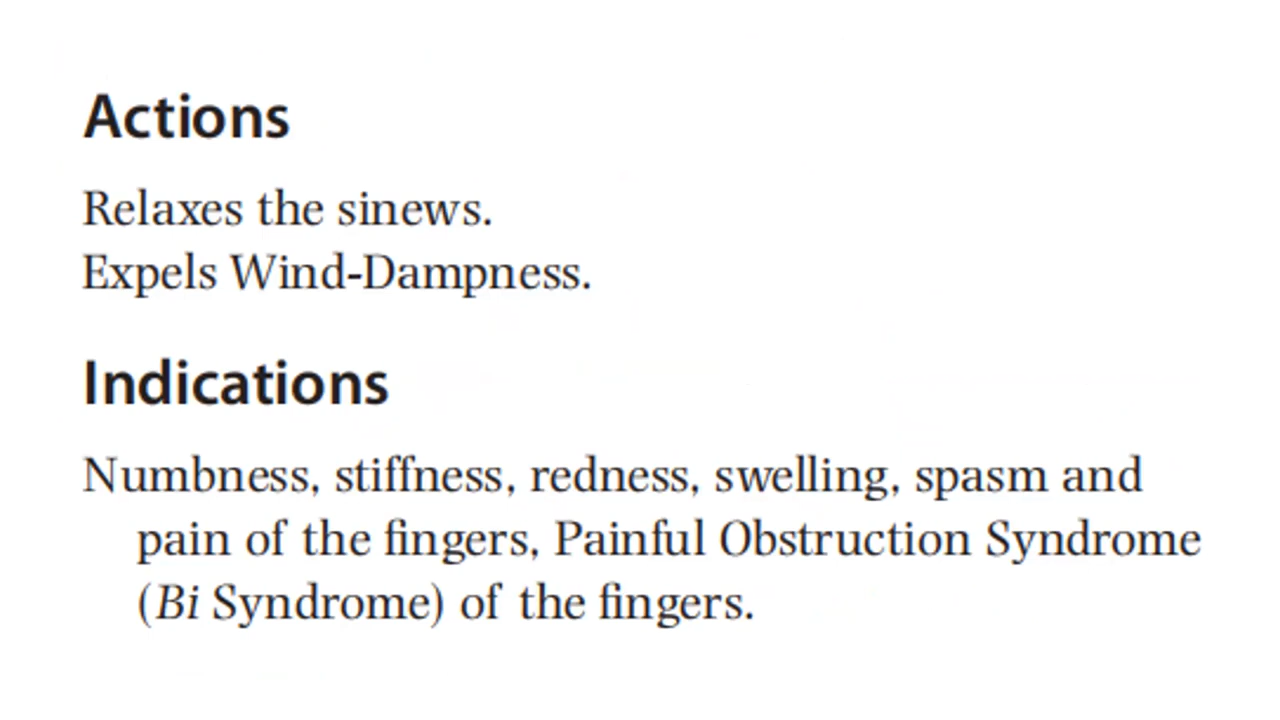 Actions
Relaxes the sinews.
Expels Wind-Dampness.
Indications
Numbness, stiffness, redness, swelling, spasm and
pain of the fingers, Painful Obstruction Syndrome
(Bi Syndrome) of the fingers.